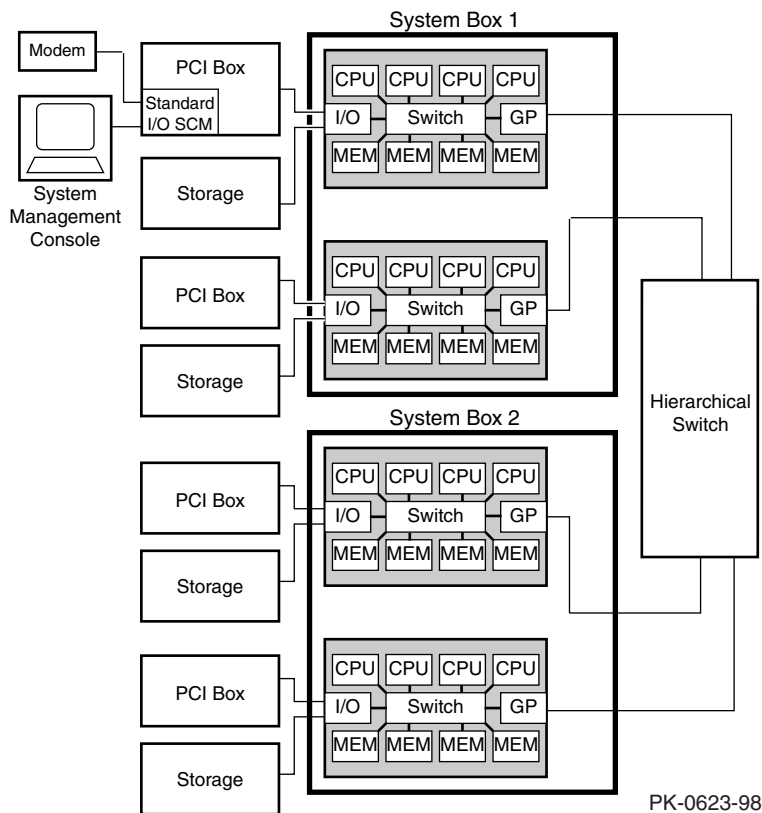 System Box 1
Modem
PCI Box
Standard
I/O SCM
System
Management
Console
Storage
CPU CPU CPU CPU
I/O Switch GP
MEM MEM MEM MEM
PCI Box
Storage
CPU CPU CPU CPU
I/O Switch GP
MEM MEM MEM MEM
Hierarchical
Switch
System Box 2
PCI Box
Storage
CPU CPU CPU CPU
I/O Switch GP
MEM MEM MEM MEM
PCI Box
Storage
CPU CPU CPU CPU
I/O Switch GP
MEM MEM MEM MEM
PK-0623-98